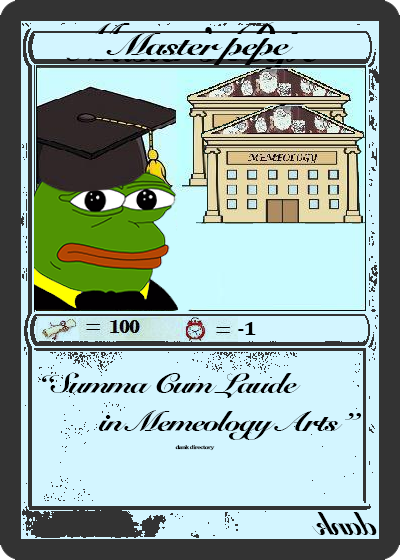 Master pepe
MEMEOLOGY
= 100
= -1
“Summa Cum Laude
in Memeology Arts”
dank directory
dank